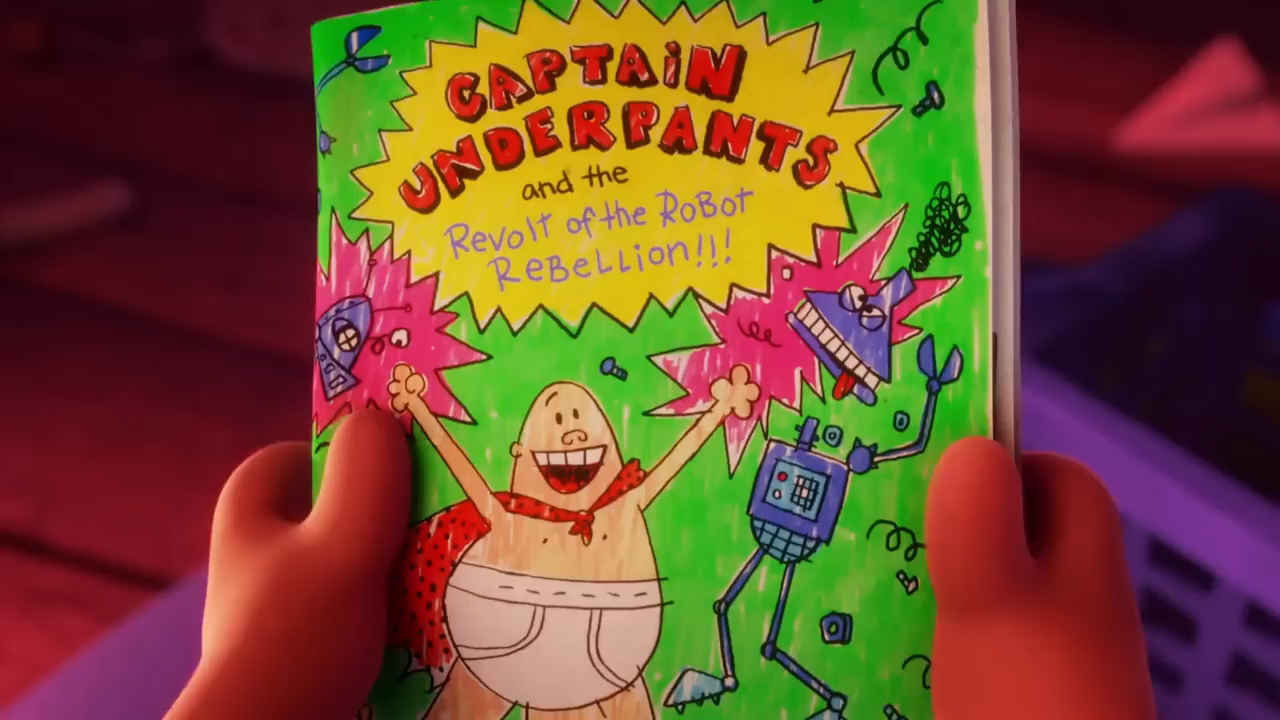 CAPTAiN
UNDERPANTS
and the
Revolt of the RoBot
ReBeLLion!!!